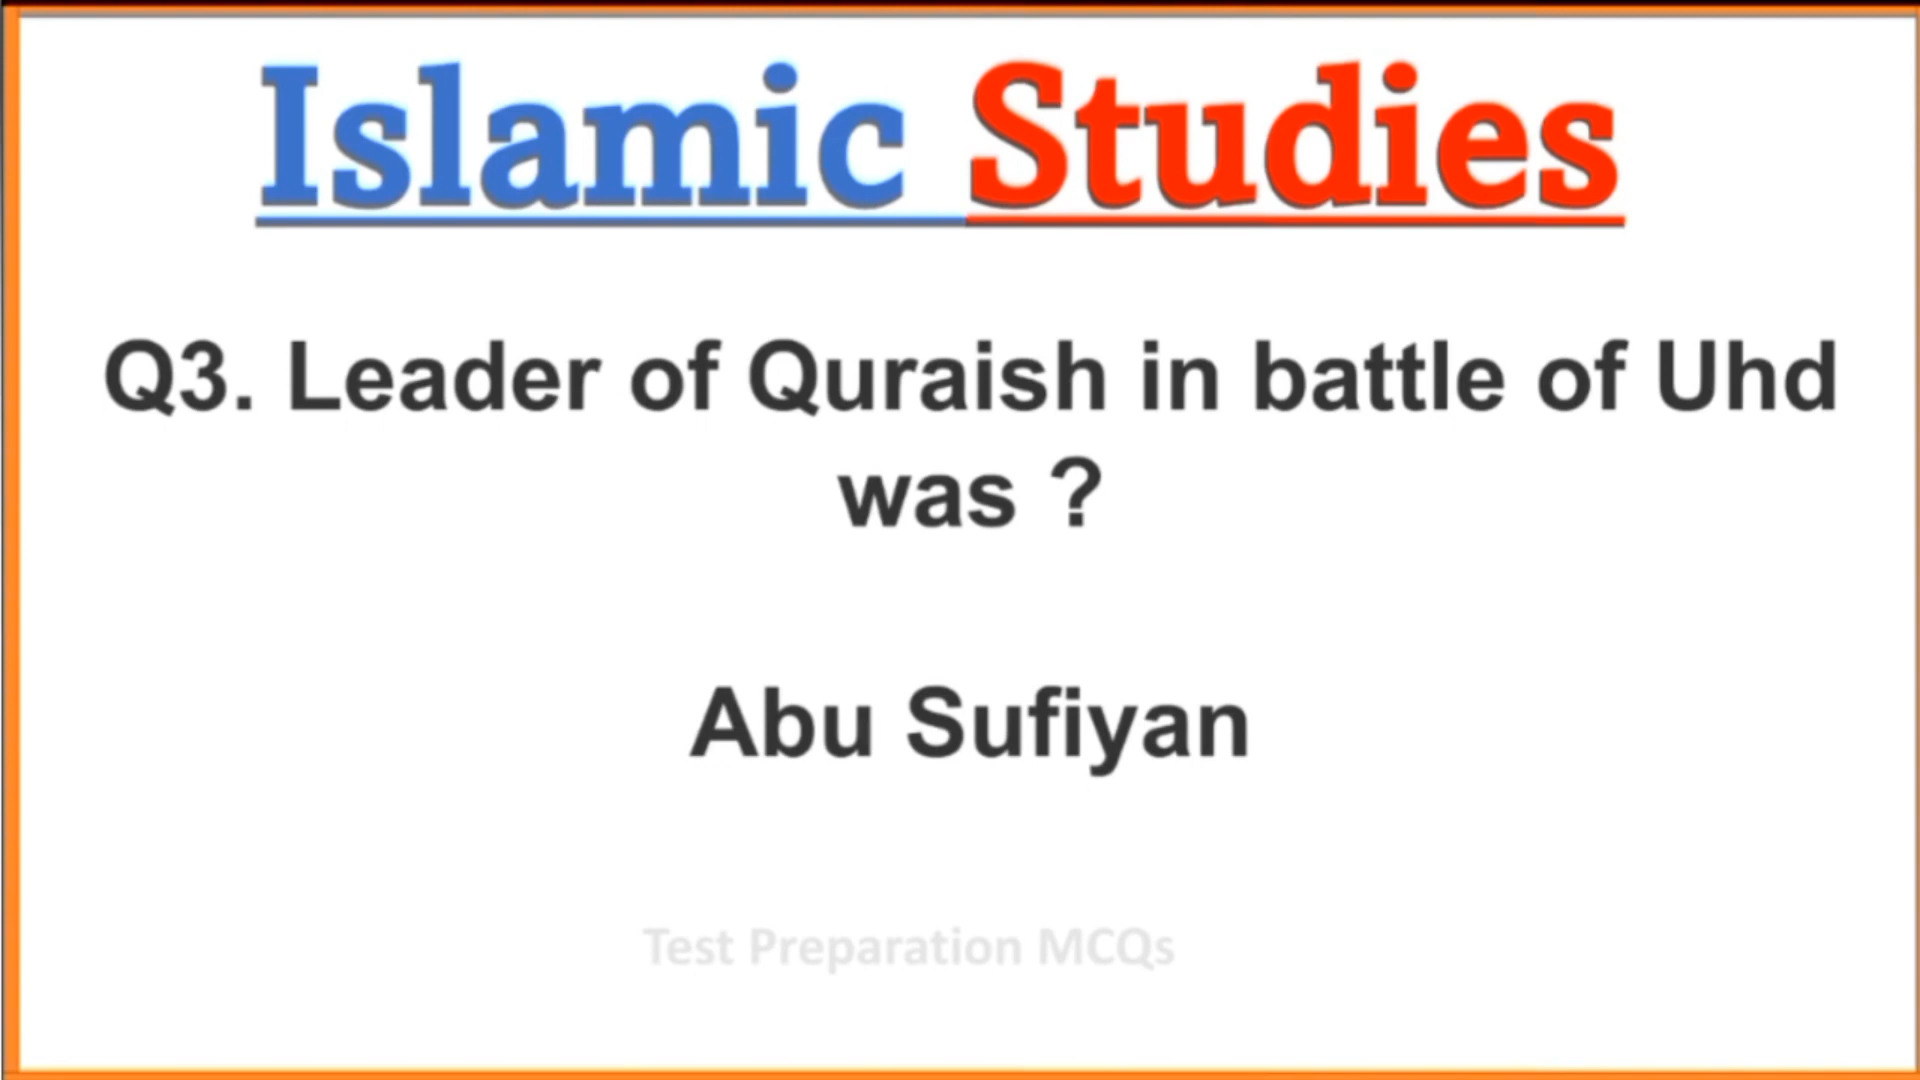 Islamic Studies
Q3. Leader of Quraish in battle of Uhd
was ?
Abu Sufiyan
Test Preparation MCQs